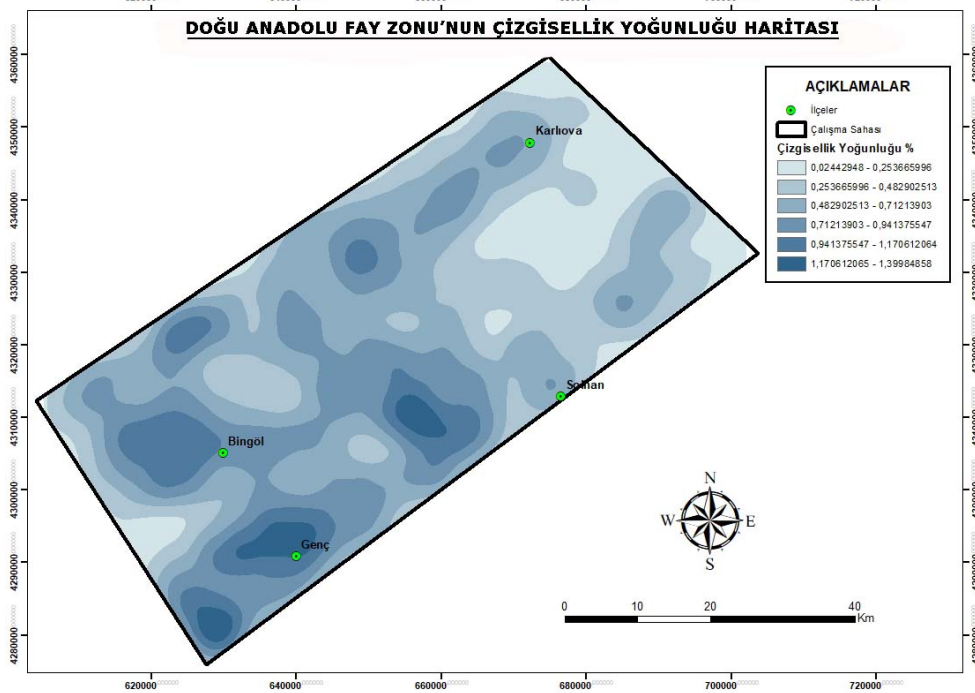 DOĞU ANADOLU FAY ZONU'NUN ÇİZGİSELLİK YOĞUNLUĞU HARİTASI
4360000
4350000
4340000
4330000
4320000
4310000
4300000
4290000
4280000
Karlıova
Solhan
Bingöl
Genç
AÇIKLAMALAR
İlçeler
Çalışma Sahası
Çizgisellik Yoğunluğu %
0,02442948 - 0,253665996
0,253665996 - 0,482902513
0,482902513 - 0,71213903
0,71213903 - 0,941375547
0,941375547 - 1,170612064
1,170612065 - 1,39984858
N
W
E
S
0 10 20 40
Km
620000 640000 660000 680000 700000 720000